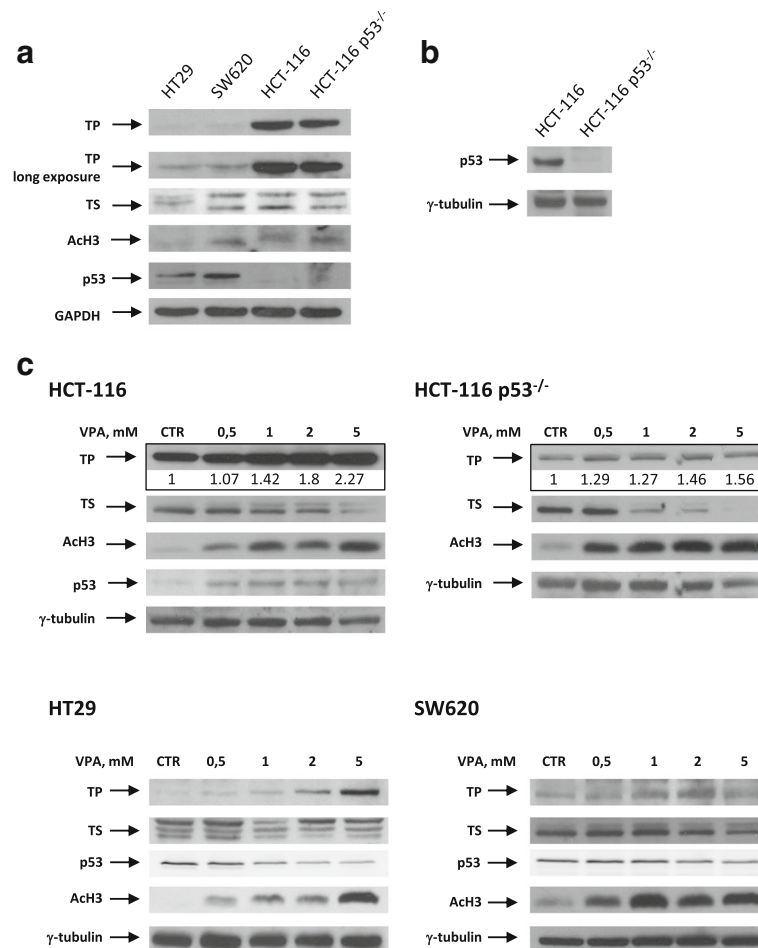 a
HT29
SW620
HCT-116
HCT-116 p53-/-
TP
TP
long exposure
TS
AcH3
p53
GAPDH
b
HCT-116
HCT-116 p53-/-
p53
γ-tubulin
c
HCT-116
VPA, mM CTR 0,5 1 2 5
TP
1 1.07 1.42 1.8 2.27
TS
AcH3
p53
γ-tubulin
HCT-116 p53-/-
VPA, mM CTR 0,5 1 2 5
TP
1 1.29 1.27 1.46 1.56
TS
AcH3
γ-tubulin
HT29
VPA, mM CTR 0,5 1 2 5
TP
TS
p53
AcH3
γ-tubulin
SW620
VPA, mM CTR 0,5 1 2 5
TP
TS
p53
AcH3
γ-tubulin